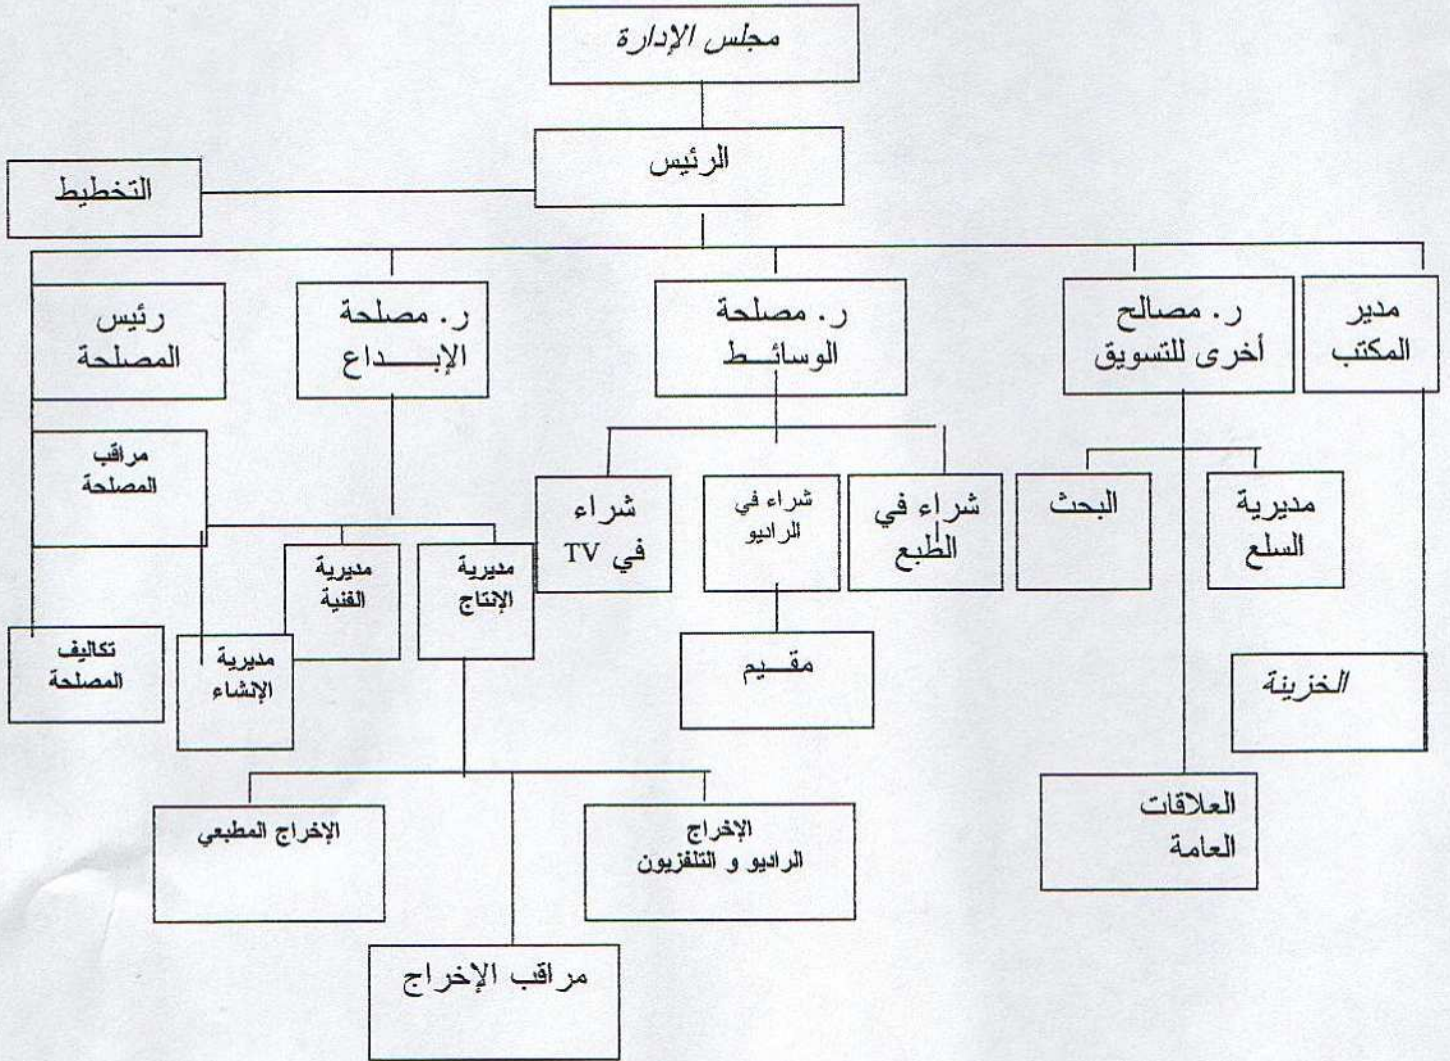 مجلس الإدارة
الرئيس
التخطيط
مدير
المكتب
ر. مصالح
أخرى للتسويق
ر. مصلحة
الوسائـــط
ر. مصلحة
الإبـــــداع
رئيس
المصلحة
مراقب
المصلحة
مديرية
السلع
البحث
شراء في
الطبع
شراء في
الراديو
شراء
في TV
مديرية
الإنتاج
مديرية
الفنية
مديرية
الإنشاء
تكاليف
المصلحة
الخزينة
مقـــيم
العلاقات
العامة
الإخراج
الراديو و التلفزيون
الإخراج المطبعي
مراقب الإخراج